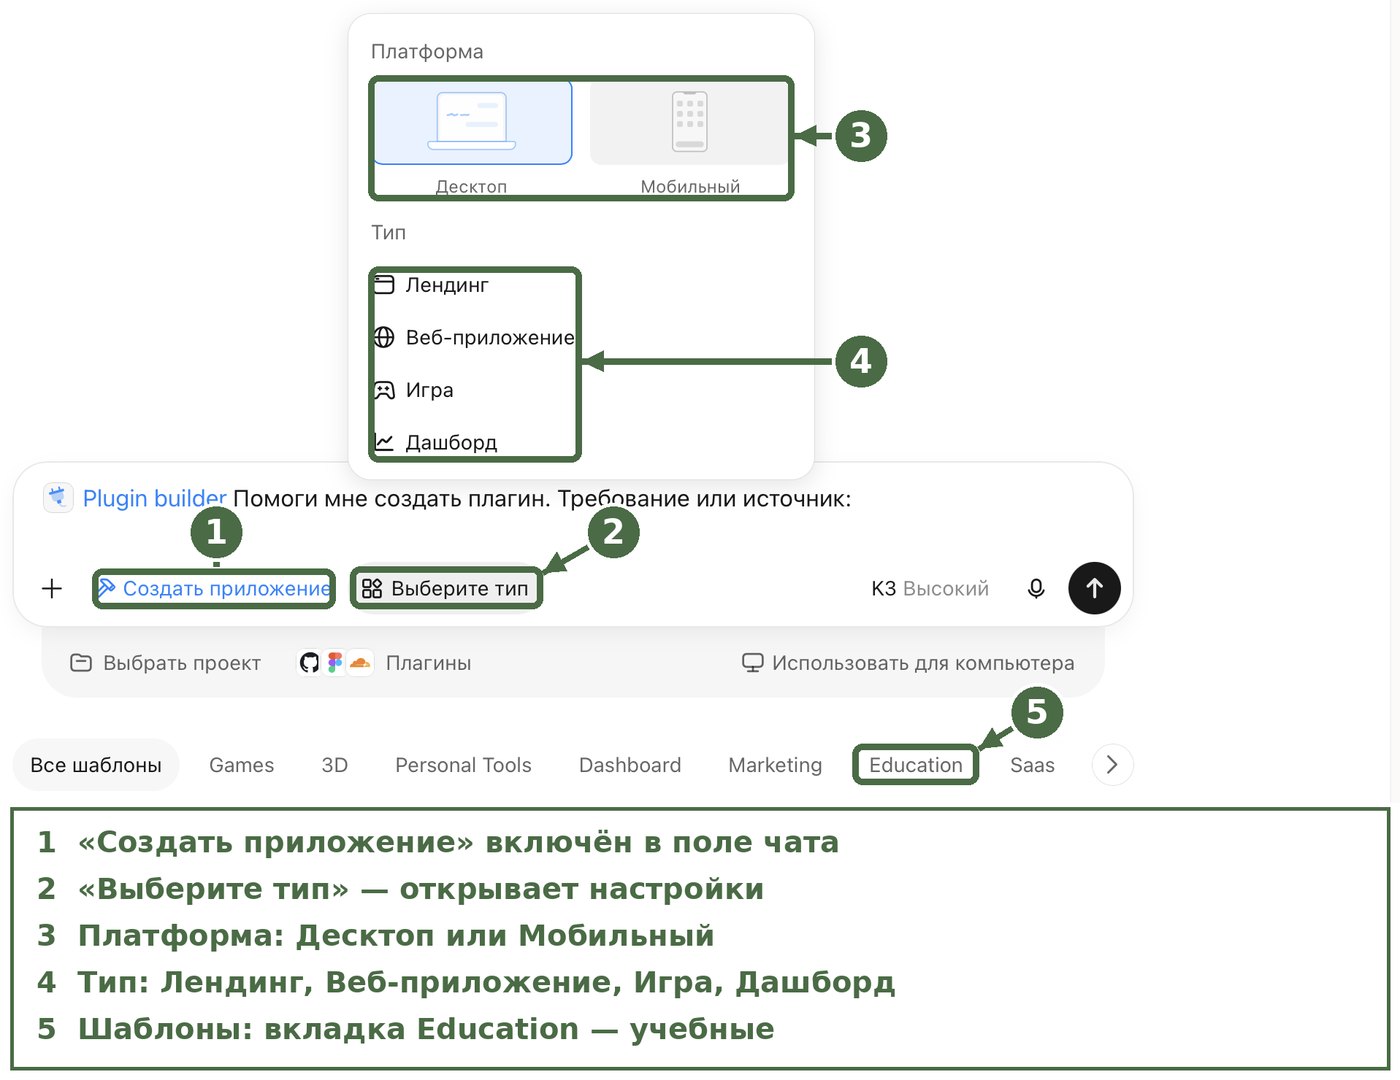 Платформа
Десктоп
Мобильный
3
Тип
Лендинг
Веб-приложение
Игра
Дашборд
4
Plugin builder Помоги мне создать плагин. Требование или источник:
1
2
Создать приложение
Выберите тип
K3 Высокий
Выбрать проект
Плагины
Использовать для компьютера
5
Все шаблоны
Games
3D
Personal Tools
Dashboard
Marketing
Education
Saas
1 «Создать приложение» включён в поле чата
2 «Выберите тип» — открывает настройки
3 Платформа: Десктоп или Мобильный
4 Тип: Лендинг, Веб-приложение, Игра, Дашборд
5 Шаблоны: вкладка Education — учебные